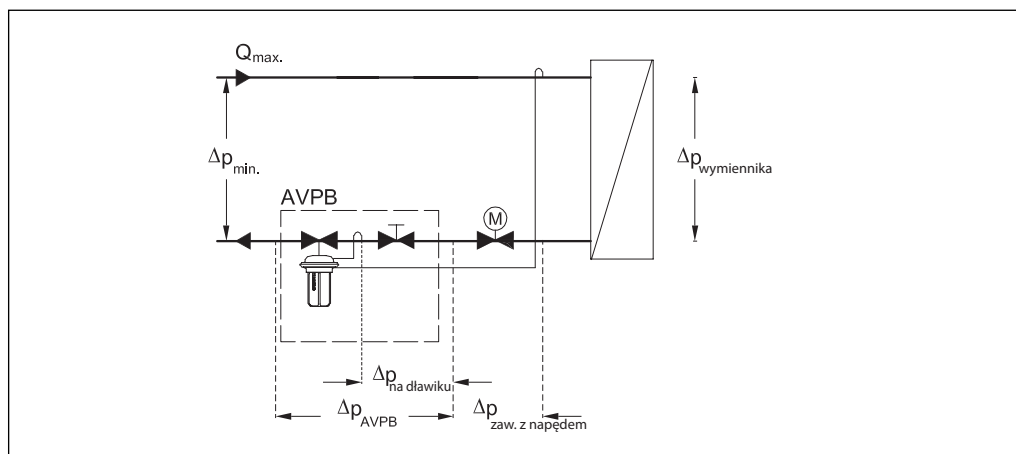 Qmax.
Δpmin.
Δpwymiennika
AVPB
M
Δpna dławiku
ΔpAVPB
Δpzaw. z napędem